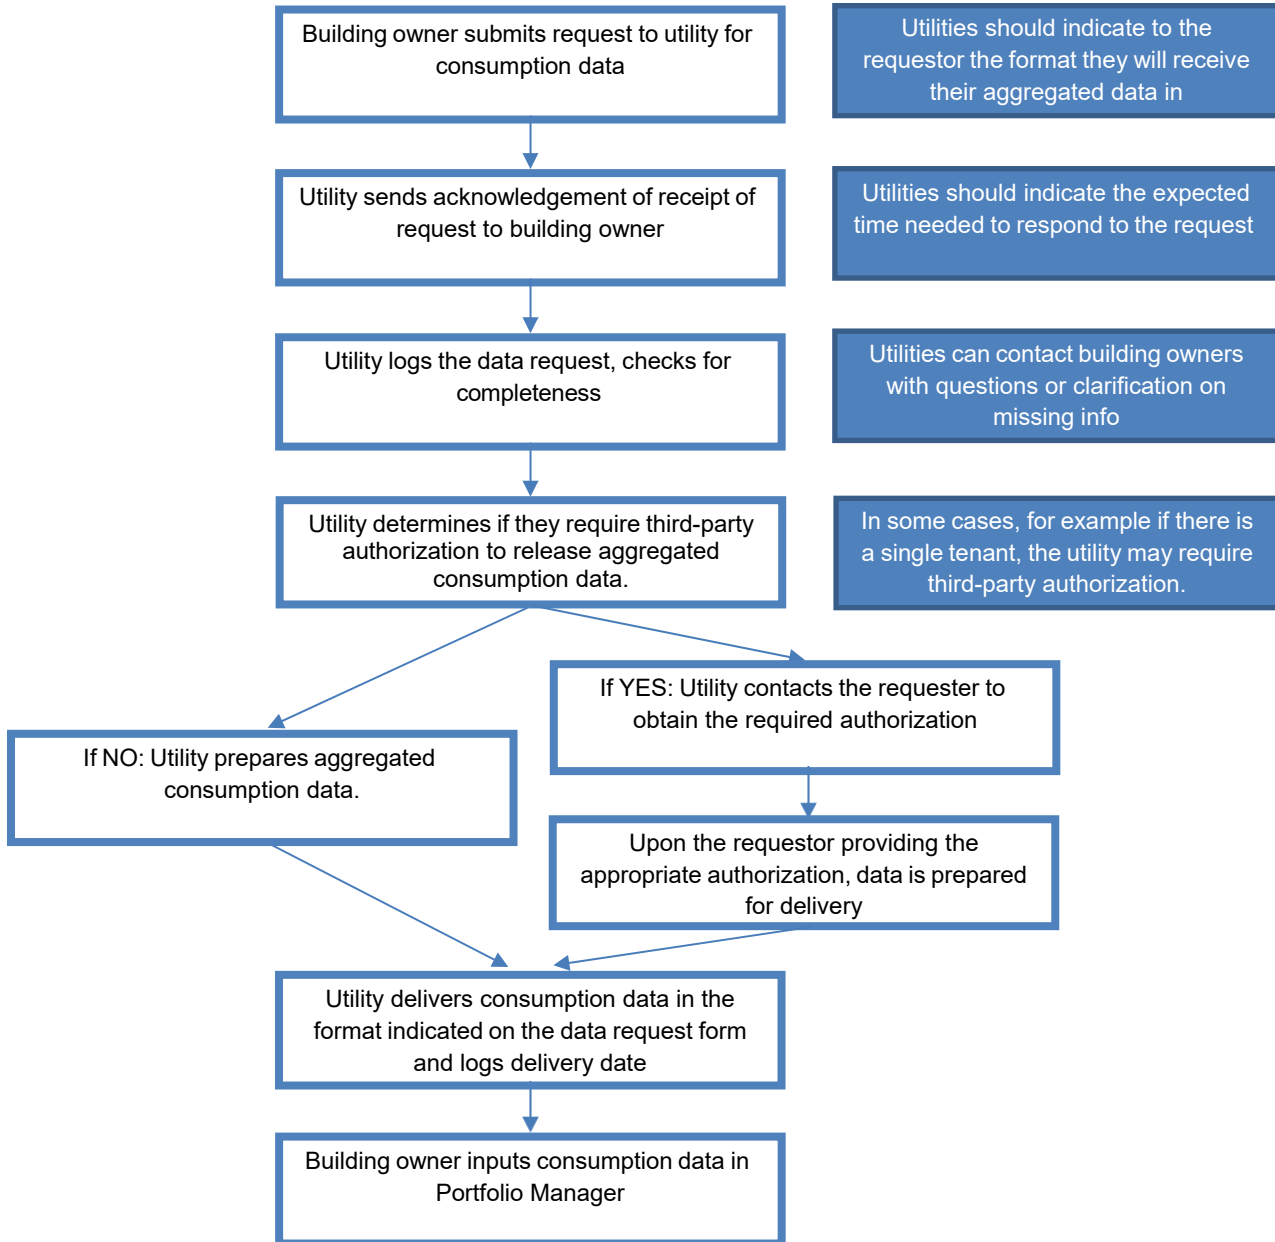 Building owner submits request to utility for
consumption data
Utilities should indicate to the
requestor the format they will receive
their aggregated data in
Utility sends acknowledgement of receipt of
request to building owner
Utilities should indicate the expected
time needed to respond to the request
Utility logs the data request, checks for
completeness
Utilities can contact building owners
with questions or clarification on
missing info
Utility determines if they require third-party
authorization to release aggregated
consumption data.
In some cases, for example if there is
a single tenant, the utility may require
third-party authorization.
If YES: Utility contacts the requester to
obtain the required authorization
If NO: Utility prepares aggregated
consumption data.
Upon the requestor providing the
appropriate authorization, data is prepared
for delivery
Utility delivers consumption data in the
format indicated on the data request form
and logs delivery date
Building owner inputs consumption data in
Portfolio Manager